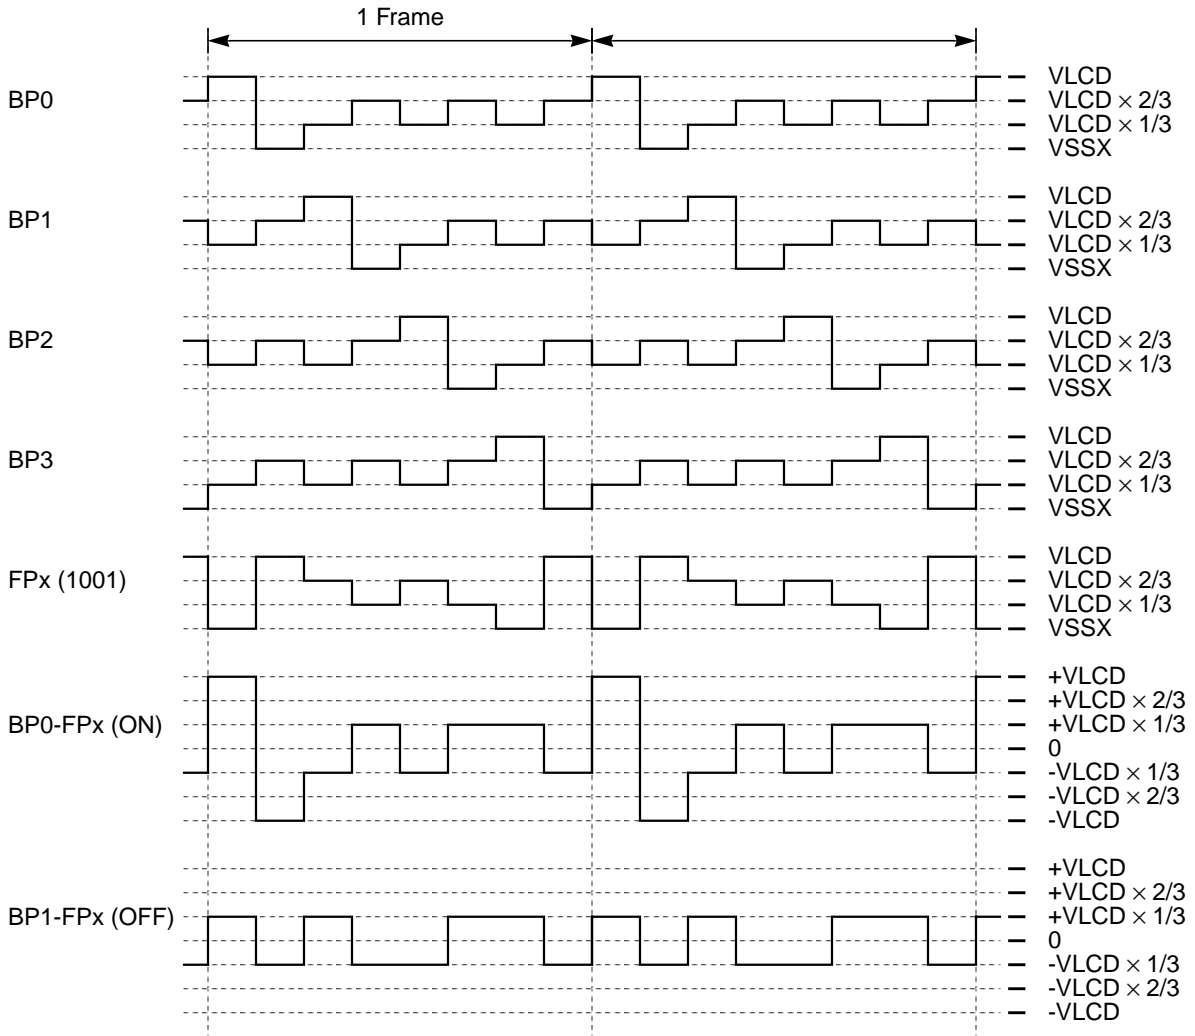 1 Frame
BP0
VLCD
VLCD × 2/3
VLCD × 1/3
VSSX
BP1
VLCD
VLCD × 2/3
VLCD × 1/3
VSSX
BP2
VLCD
VLCD × 2/3
VLCD × 1/3
VSSX
BP3
VLCD
VLCD × 2/3
VLCD × 1/3
VSSX
FPx (1001)
VLCD
VLCD × 2/3
VLCD × 1/3
VSSX
BP0-FPx (ON)
+VLCD
+VLCD × 2/3
+VLCD × 1/3
0
-VLCD × 1/3
-VLCD × 2/3
-VLCD
BP1-FPx (OFF)
+VLCD
+VLCD × 2/3
+VLCD × 1/3
0
-VLCD × 1/3
-VLCD × 2/3
-VLCD